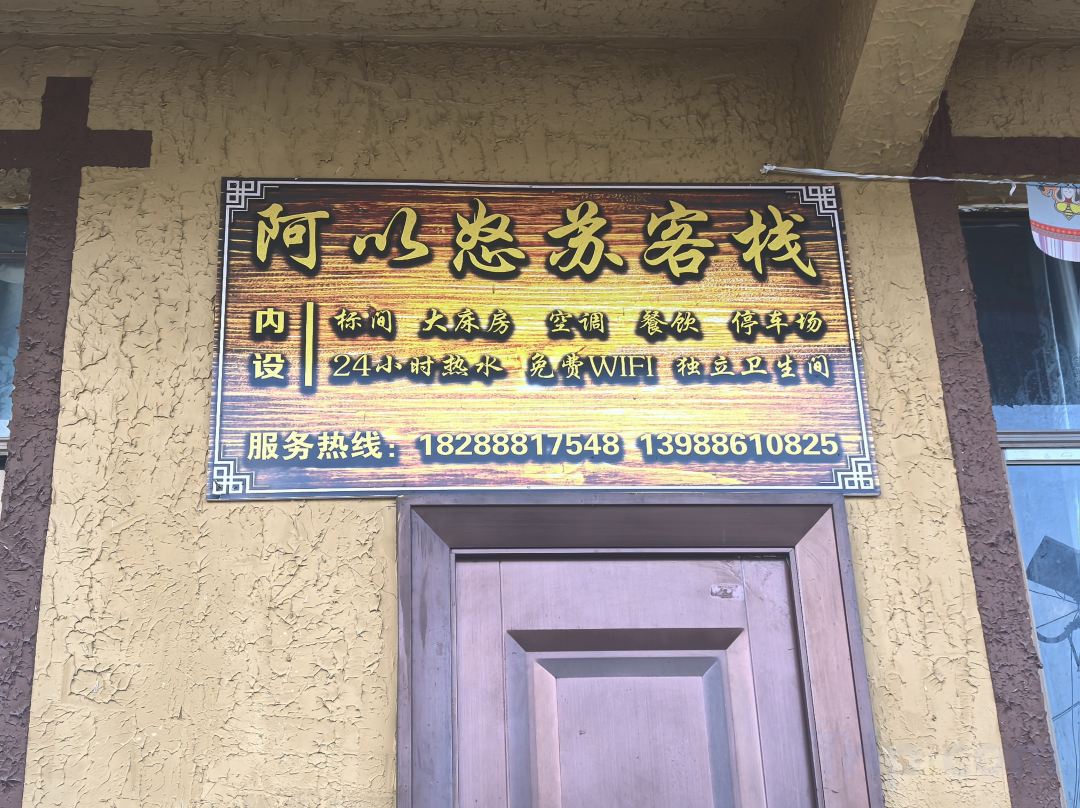 阿以怒苏客栈
内设
标间 大床房 空调 餐饮 停车场
24小时热水 免费WIFI 独立卫生间
服务热线：18288817548 13988610825